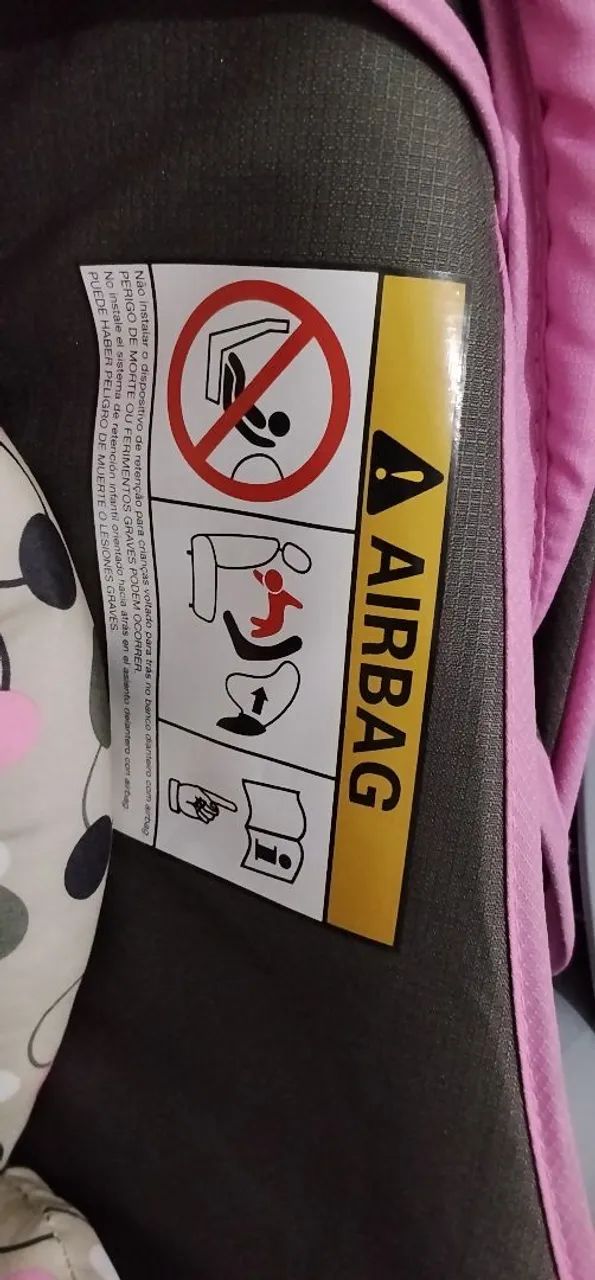 AIRBAG
i
Não instalar o dispositivo de retenção para crianças voltado para trás no banco dianteiro com airbag.
PERIGO DE MORTE OU FERIMENTOS GRAVES PODEM OCORRER.
No instale el sistema de retención infantil orientado hacia atrás en el asiento delantero con airbag.
PUEDE HABER PELIGRO DE MUERTE O LESIONES GRAVES.